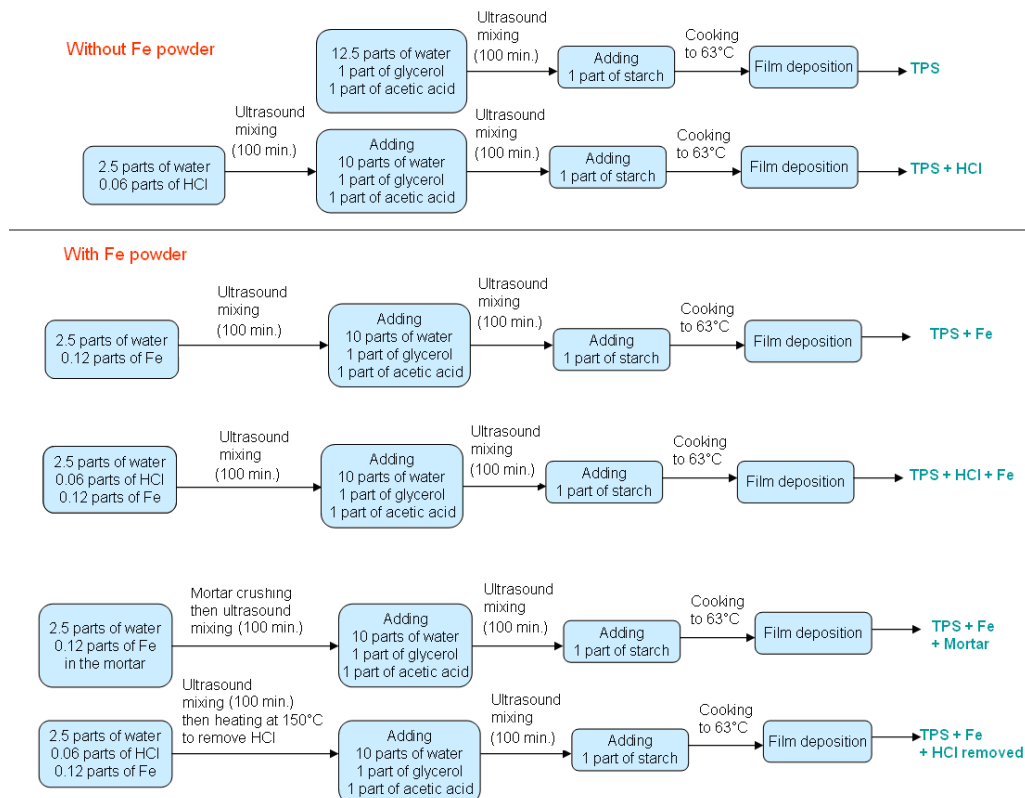 Without Fe powder
12.5 parts of water
1 part of glycerol
1 part of acetic acid
Ultrasound
mixing
(100 min.)
Adding
1 part of starch
Cooking
to 63°C
Film deposition
TPS
2.5 parts of water
0.06 parts of HCl
Ultrasound
mixing
(100 min.)
Adding
10 parts of water
1 part of glycerol
1 part of acetic acid
Ultrasound
mixing
(100 min.)
Adding
1 part of starch
Cooking
to 63°C
Film deposition
TPS + HCl
With Fe powder
2.5 parts of water
0.12 parts of Fe
Ultrasound
mixing
(100 min.)
Adding
10 parts of water
1 part of glycerol
1 part of acetic acid
Ultrasound
mixing
(100 min.)
Adding
1 part of starch
Cooking
to 63°C
Film deposition
TPS + Fe
2.5 parts of water
0.06 parts of HCl
0.12 parts of Fe
Ultrasound
mixing
(100 min.)
Adding
10 parts of water
1 part of glycerol
1 part of acetic acid
Ultrasound
mixing
(100 min.)
Adding
1 part of starch
Cooking
to 63°C
Film deposition
TPS + HCl + Fe
2.5 parts of water
0.12 parts of Fe
in the mortar
Mortar crushing
then ultrasound
mixing (100 min.)
Adding
10 parts of water
1 part of glycerol
1 part of acetic acid
Ultrasound
mixing
(100 min.)
Adding
1 part of starch
Cooking
to 63°C
Film deposition
TPS + Fe
+ Mortar
2.5 parts of water
0.06 parts of HCl
0.12 parts of Fe
Ultrasound
mixing (100 min.)
then heating at 150°C
to remove HCl
Adding
10 parts of water
1 part of glycerol
1 part of acetic acid
Ultrasound
mixing
(100 min.)
Adding
1 part of starch
Cooking
to 63°C
Film deposition
TPS + Fe
+ HCl removed